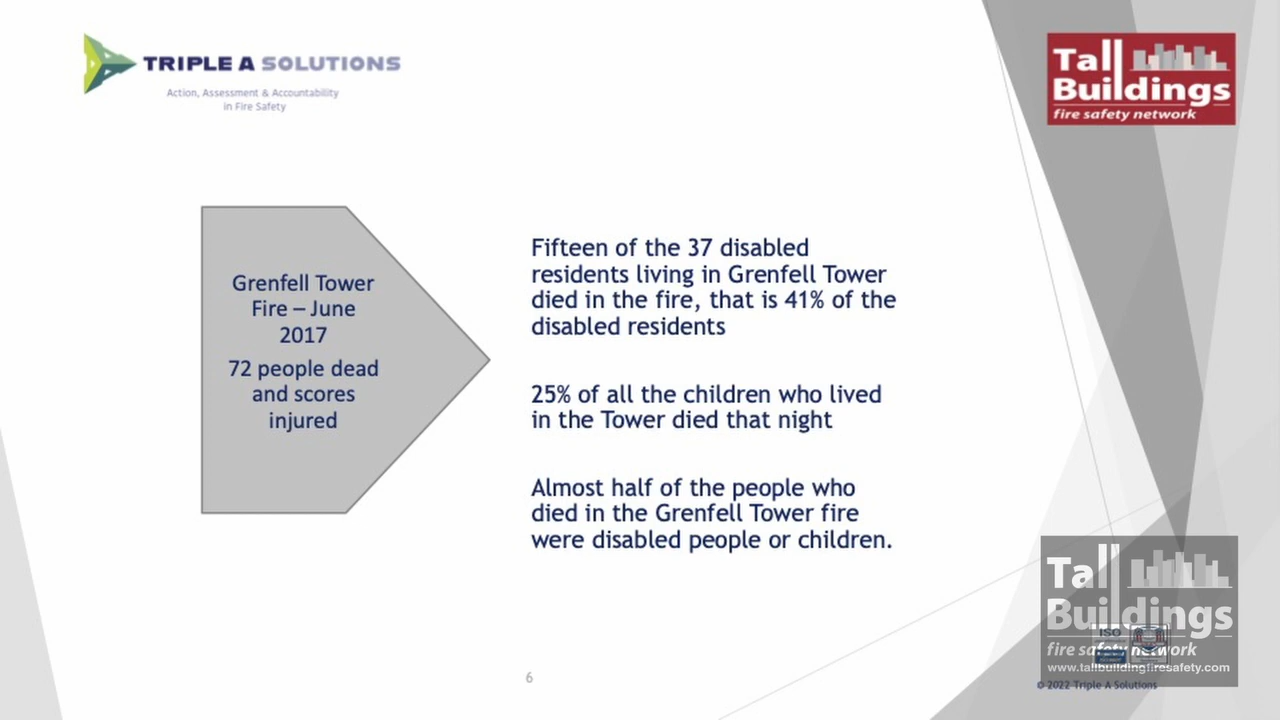 TRIPLE A SOLUTIONS
Action, Assessment & Accountability
in Fire Safety
Tall
Buildings
fire safety network
Grenfell Tower
Fire – June
2017
72 people dead
and scores
injured
Fifteen of the 37 disabled
residents living in Grenfell Tower
died in the fire, that is 41% of the
disabled residents
25% of all the children who lived
in the Tower died that night
Almost half of the people who
died in the Grenfell Tower fire
were disabled people or children.
Tall
Buildings
ISO
fire safety network
www.tallbuildingfiresafety.com
6
© 2022 Triple A Solutions